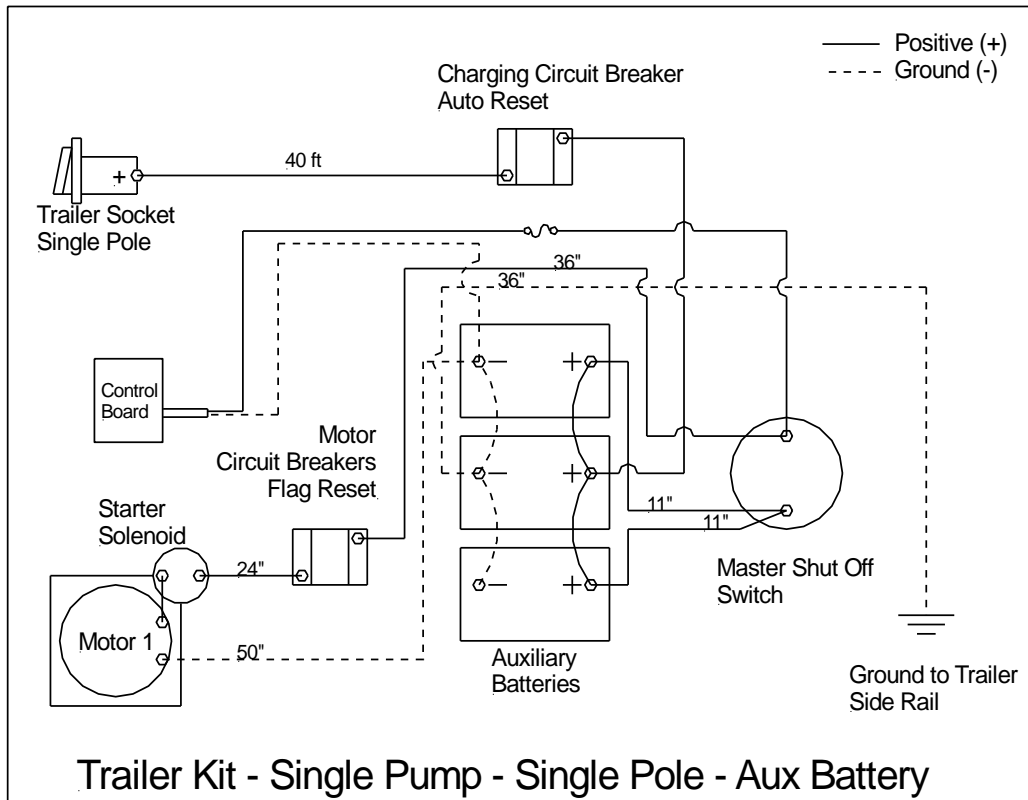 Positive (+)
Ground (-)
Charging Circuit Breaker
Auto Reset
40 ft
+
Trailer Socket
Single Pole
36"
36"
Control
Board
Motor
Circuit Breakers
Flag Reset
Starter
Solenoid
24"
Motor 1
50"
− +
− +
− +
11"
11"
Auxiliary
Batteries
Master Shut Off
Switch
Ground to Trailer
Side Rail
Trailer Kit - Single Pump - Single Pole - Aux Battery